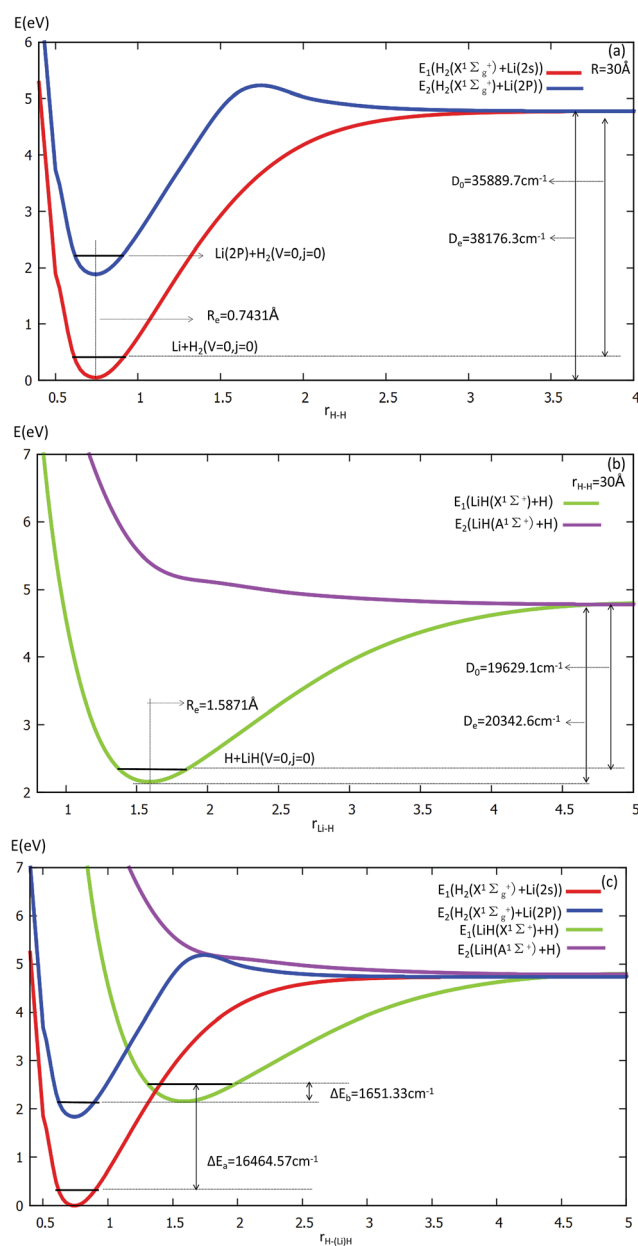 E(eV)
6
5
4
3
2
1
0
(a)
E₁(H₂(X¹Σg⁺)+Li(2s))
E₂(H₂(X¹Σg⁺)+Li(2P))
R=30Å
D₀=35889.7cm⁻¹
Dₑ=38176.3cm⁻¹
Li(2P)+H₂(V=0,j=0)
Rₑ=0.7431Å
Li+H₂(V=0,j=0)
0.5 1 1.5 2 2.5 3 3.5 4
r_H-H
E(eV)
7
6
5
4
3
2
(b)
r_H-H=30Å
E₁(LiH(X¹Σ⁺)+H)
E₂(LiH(A¹Σ⁺)+H)
D₀=19629.1cm⁻¹
Rₑ=1.5871Å
Dₑ=20342.6cm⁻¹
H+LiH(V=0,j=0)
1 1.5 2 2.5 3 3.5 4 4.5 5
r_Li-H
E(eV)
7
6
5
4
3
2
1
0
(c)
E₁(H₂(X¹Σg⁺)+Li(2s))
E₂(H₂(X¹Σg⁺)+Li(2P))
E₁(LiH(X¹Σ⁺)+H)
E₂(LiH(A¹Σ⁺)+H)
ΔE_b=1651.33cm⁻¹
ΔEₐ=16464.57cm⁻¹
0.5 1 1.5 2 2.5 3 3.5 4 4.5 5
r_H-(Li)H